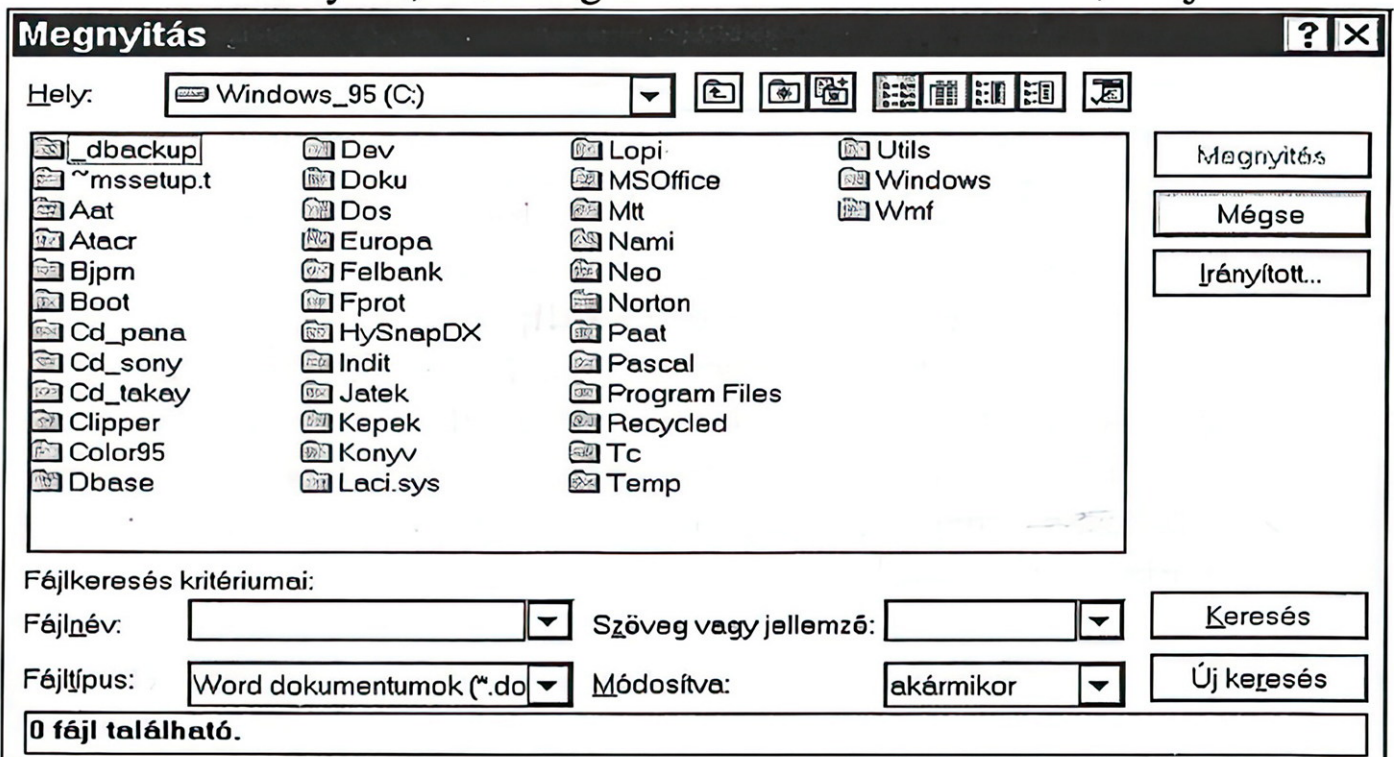 Megnyitás
Hely: Windows_95 (C:)
_dbackup Dev Lopi Utils Megnyitás
~mssetup.t Doku MSOffice Windows
Aat Dos Mtt Wmf Mégse
Atacr Europa Nami
Bjprn Felbank Neo Irányított...
Boot Fprot Norton
Cd_pana HySnapDX Paat
Cd_sony Indit Pascal
Cd_takay Jatek Program Files
Clipper Kepek Recycled
Color95 Konyv Tc
Dbase Laci.sys Temp
Fájlkeresés kritériumai:
Fájlnév: Szöveg vagy jellemző: Keresés
Fájltípus: Word dokumentumok (*.do Módosítva: akármikor Új keresés
0 fájl található.